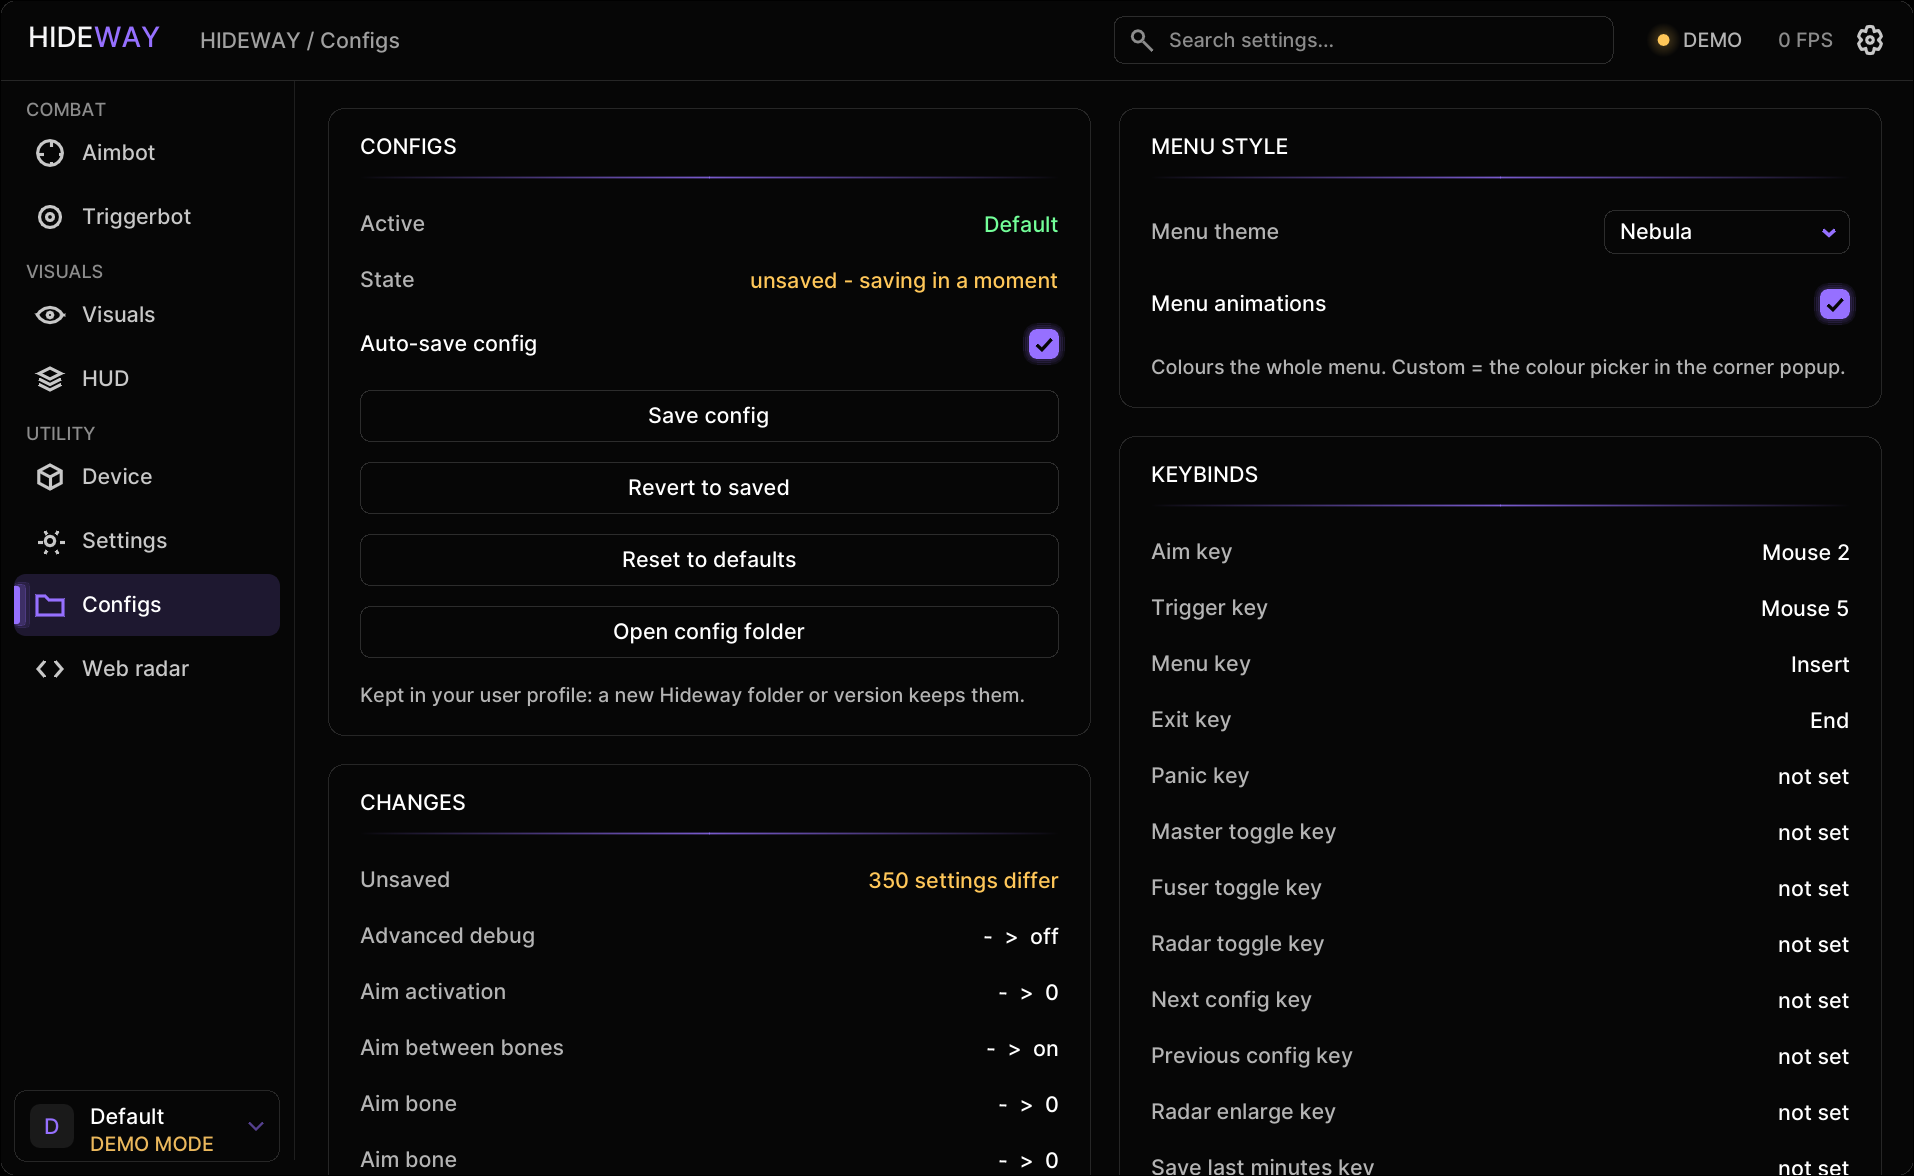 HIDEWAY
HIDEWAY / Configs
Search settings...
DEMO
0 FPS
COMBAT
Aimbot
Triggerbot
VISUALS
Visuals
HUD
UTILITY
Device
Settings
Configs
Web radar
D
Default
DEMO MODE
CONFIGS
Active Default
State unsaved - saving in a moment
Auto-save config
Save config
Revert to saved
Reset to defaults
Open config folder
Kept in your user profile: a new Hideway folder or version keeps them.
CHANGES
Unsaved 350 settings differ
Advanced debug - > off
Aim activation - > 0
Aim between bones - > on
Aim bone - > 0
Aim bone - > 0
MENU STYLE
Menu theme Nebula
Menu animations
Colours the whole menu. Custom = the colour picker in the corner popup.
KEYBINDS
Aim key Mouse 2
Trigger key Mouse 5
Menu key Insert
Exit key End
Panic key not set
Master toggle key not set
Fuser toggle key not set
Radar toggle key not set
Next config key not set
Previous config key not set
Radar enlarge key not set
Save last minutes key not set